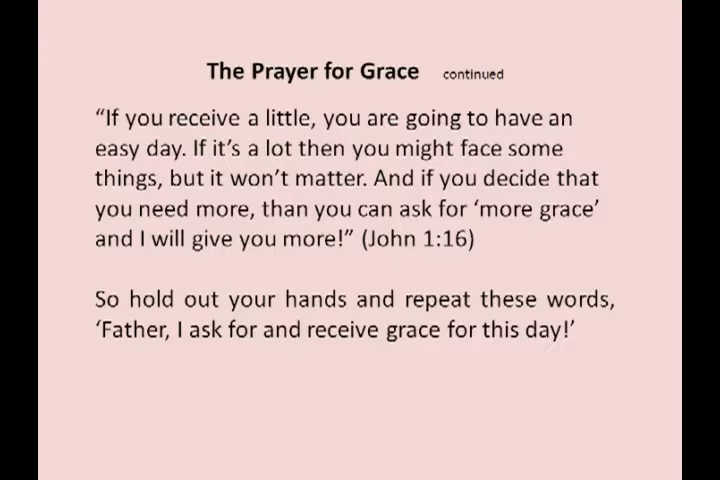 The Prayer for Grace continued
“If you receive a little, you are going to have an
easy day. If it’s a lot then you might face some
things, but it won’t matter. And if you decide that
you need more, than you can ask for ‘more grace’
and I will give you more!” (John 1:16)
So hold out your hands and repeat these words,
‘Father, I ask for and receive grace for this day!’